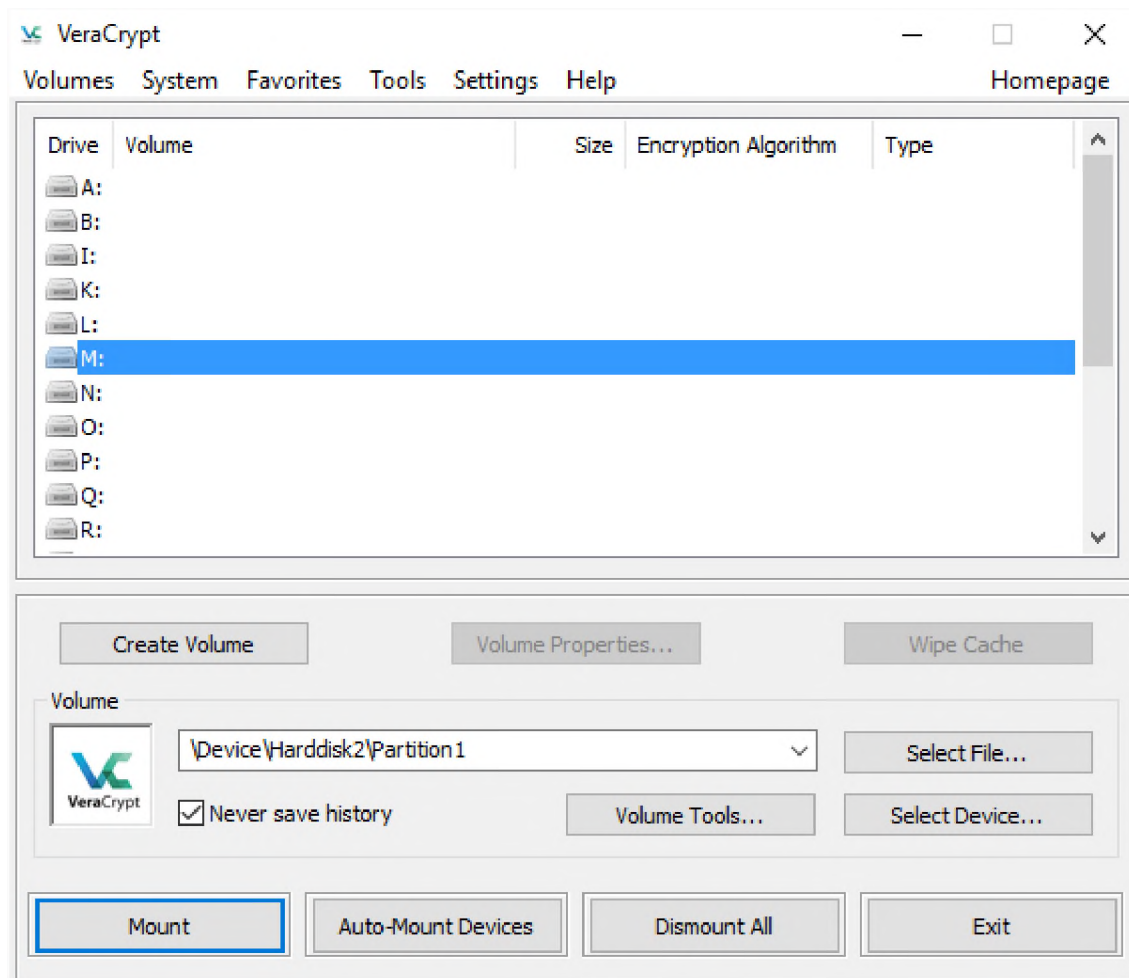 VeraCrypt
Volumes System Favorites Tools Settings Help Homepage
Drive Volume Size Encryption Algorithm Type
A:
B:
I:
K:
L:
M:
N:
O:
P:
Q:
R:
Create Volume Volume Properties... Wipe Cache
Volume
\Device\Harddisk2\Partition1 Select File...
VeraCrypt
Never save history Volume Tools... Select Device...
Mount Auto-Mount Devices Dismount All Exit